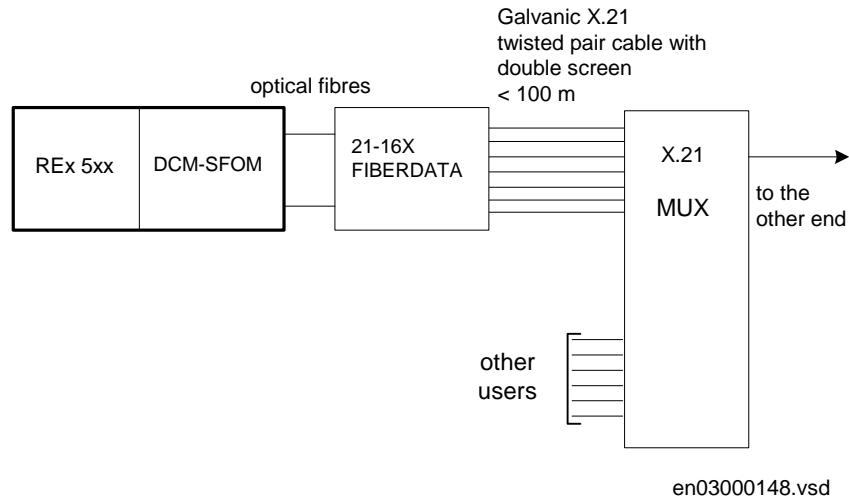 Galvanic X.21
twisted pair cable with
double screen
< 100 m
optical fibres
REx 5xx
DCM-SFOM
21-16X
FIBERDATA
X.21
MUX
to the
other end
other
users
en03000148.vsd